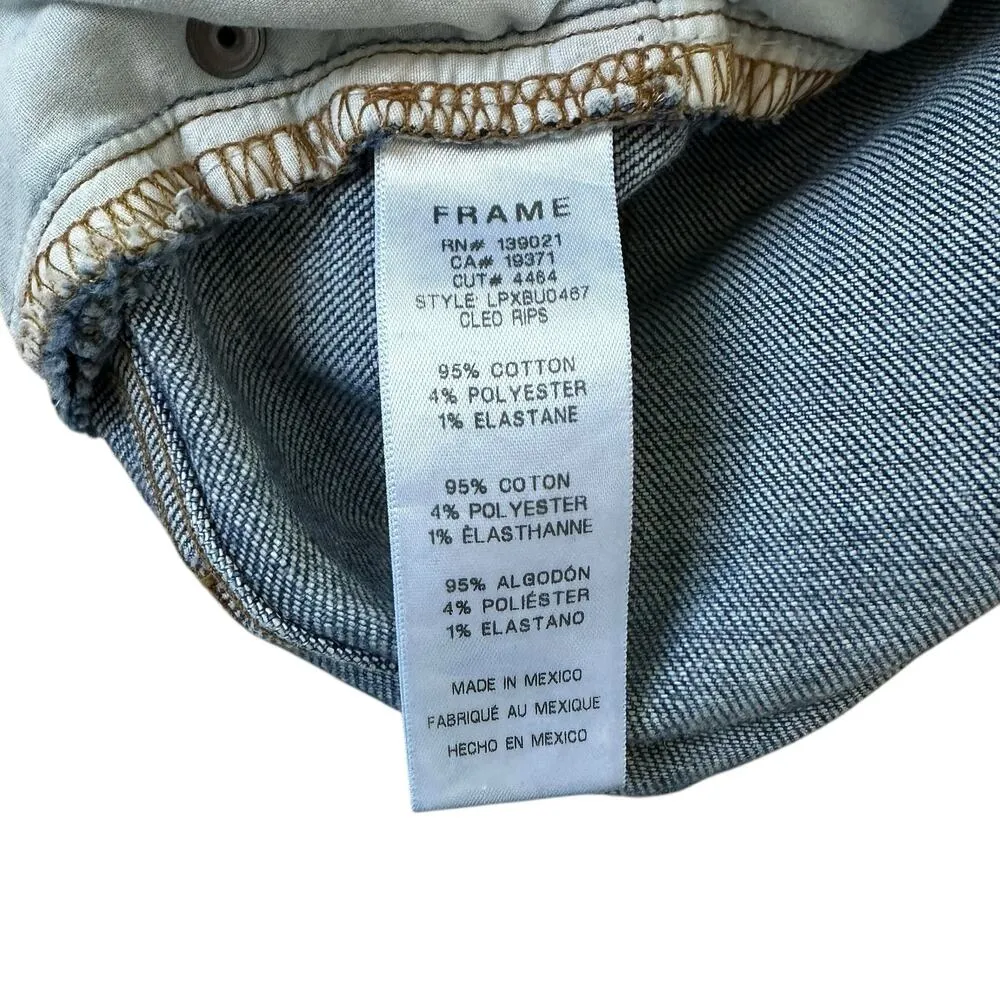 FRAME
RN# 139021
CA# 19371
CUT# 4464
STYLE LPXBU0467
CLEO RIPS
95% COTTON
4% POLYESTER
1% ELASTANE
95% COTON
4% POLYESTER
1% ÉLASTHANNE
95% ALGODÓN
4% POLIÉSTER
1% ELASTANO
MADE IN MEXICO
FABRIQUÉ AU MEXIQUE
HECHO EN MEXICO